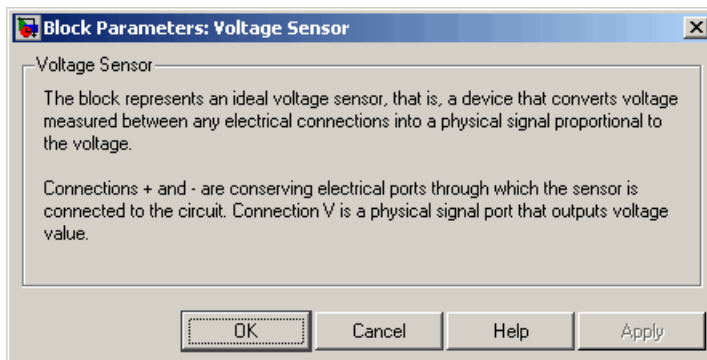 Block Parameters: Voltage Sensor
Voltage Sensor
The block represents an ideal voltage sensor, that is, a device that converts voltage
measured between any electrical connections into a physical signal proportional to
the voltage.
Connections + and - are conserving electrical ports through which the sensor is
connected to the circuit. Connection V is a physical signal port that outputs voltage
value.
OK Cancel Help Apply